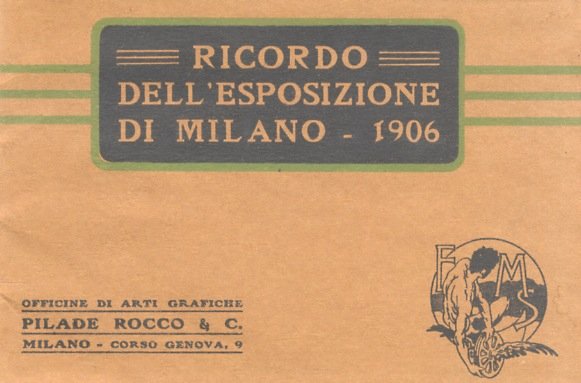 RICORDO
DELL'ESPOSIZIONE
DI MILANO - 1906
F M S
OFFICINE DI ARTI GRAFICHE
PILADE ROCCO & C.
MILANO - CORSO GENOVA, 9